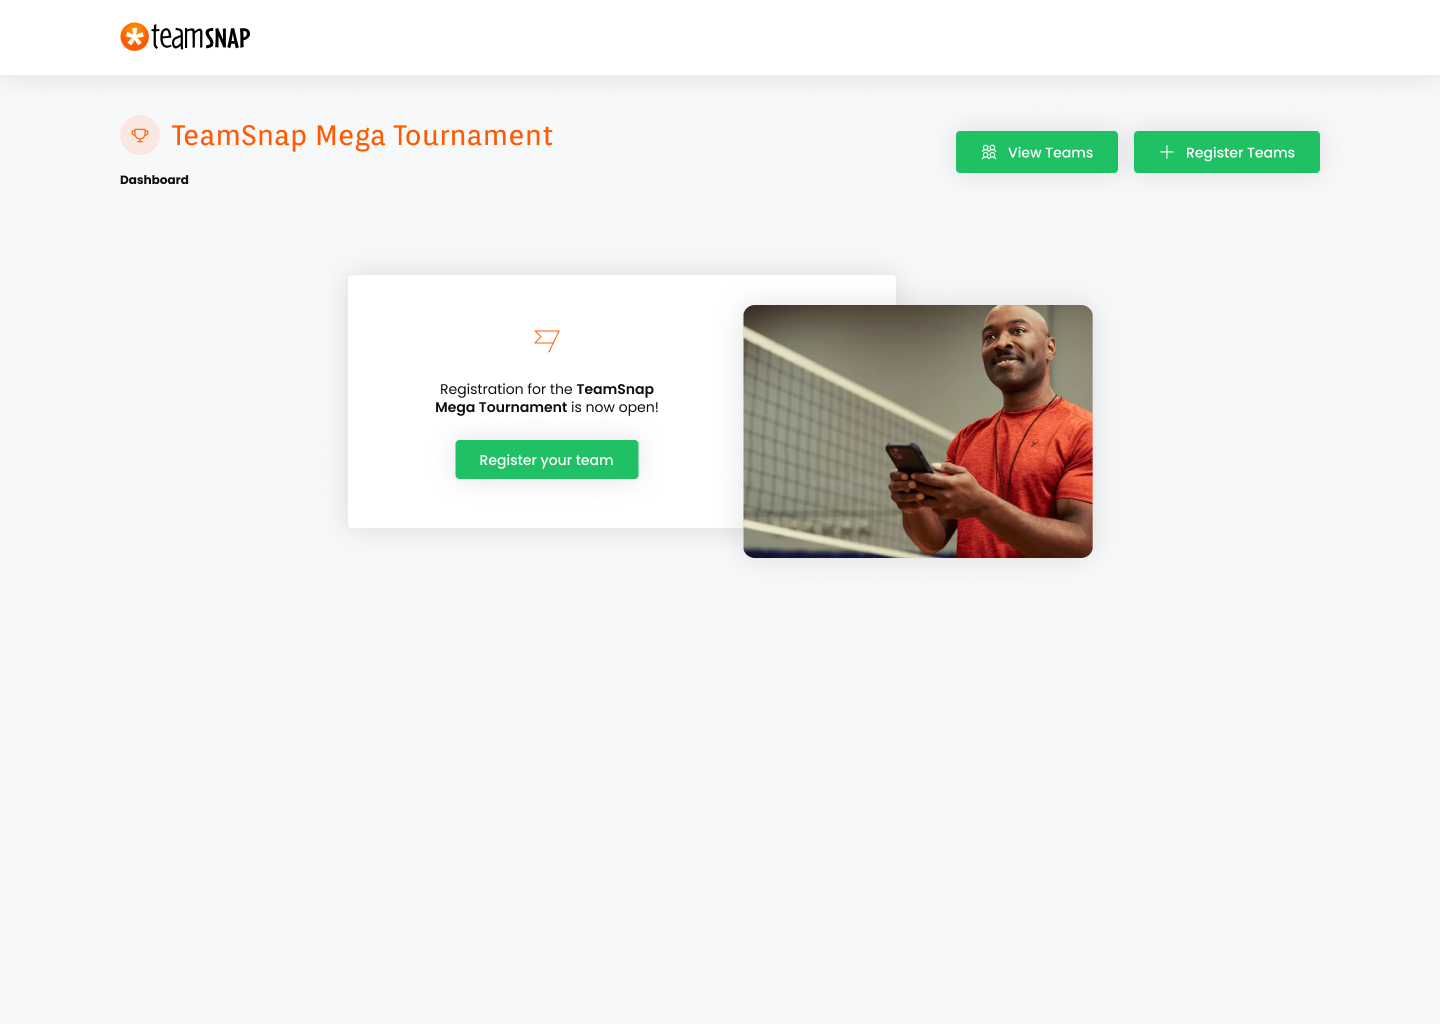 teamSNAP
TeamSnap Mega Tournament
Dashboard
View Teams
Register Teams
Registration for the TeamSnap
Mega Tournament is now open!
Register your team